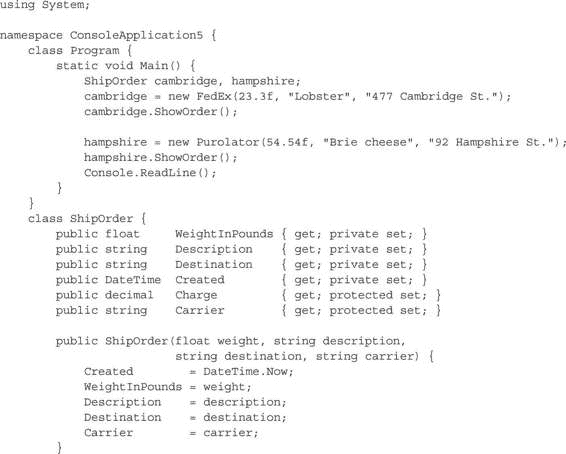 using System;

namespace ConsoleApplication5 {
    class Program {
        static void Main() {
            ShipOrder cambridge, hampshire;
            cambridge = new FedEx(23.3f, "Lobster", "477 Cambridge St.");
            cambridge.ShowOrder();

            hampshire = new Purolator(54.54f, "Brie cheese", "92 Hampshire St.");
            hampshire.ShowOrder();
            Console.ReadLine();
        }
    }
    class ShipOrder {
        public float     WeightInPounds { get; private set; }
        public string    Description    { get; private set; }
        public string    Destination    { get; private set; }
        public DateTime  Created        { get; private set; }
        public decimal   Charge         { get; protected set; }
        public string    Carrier        { get; protected set; }

        public ShipOrder(float weight, string description,
                         string destination, string carrier) {
            Created        = DateTime.Now;
            WeightInPounds = weight;
            Description    = description;
            Destination    = destination;
            Carrier        = carrier;
        }